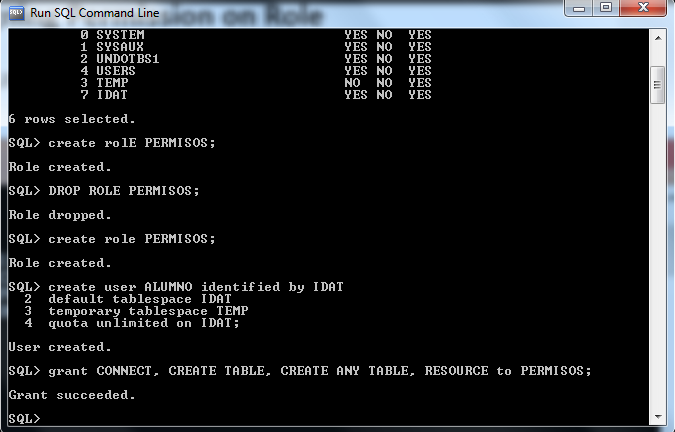 Run SQL Command Line
0 SYSTEM YES NO YES
1 SYSAUX YES NO YES
2 UNDOTBS1 YES NO YES
4 USERS YES NO YES
3 TEMP NO NO YES
7 IDAT YES NO YES
6 rows selected.
SQL> create rolE PERMISOS;
Role created.
SQL> DROP ROLE PERMISOS;
Role dropped.
SQL> create role PERMISOS;
Role created.
SQL> create user ALUMNO identified by IDAT
2 default tablespace IDAT
3 temporary tablespace TEMP
4 quota unlimited on IDAT;
User created.
SQL> grant CONNECT, CREATE TABLE, CREATE ANY TABLE, RESOURCE to PERMISOS;
Grant succeeded.
SQL>